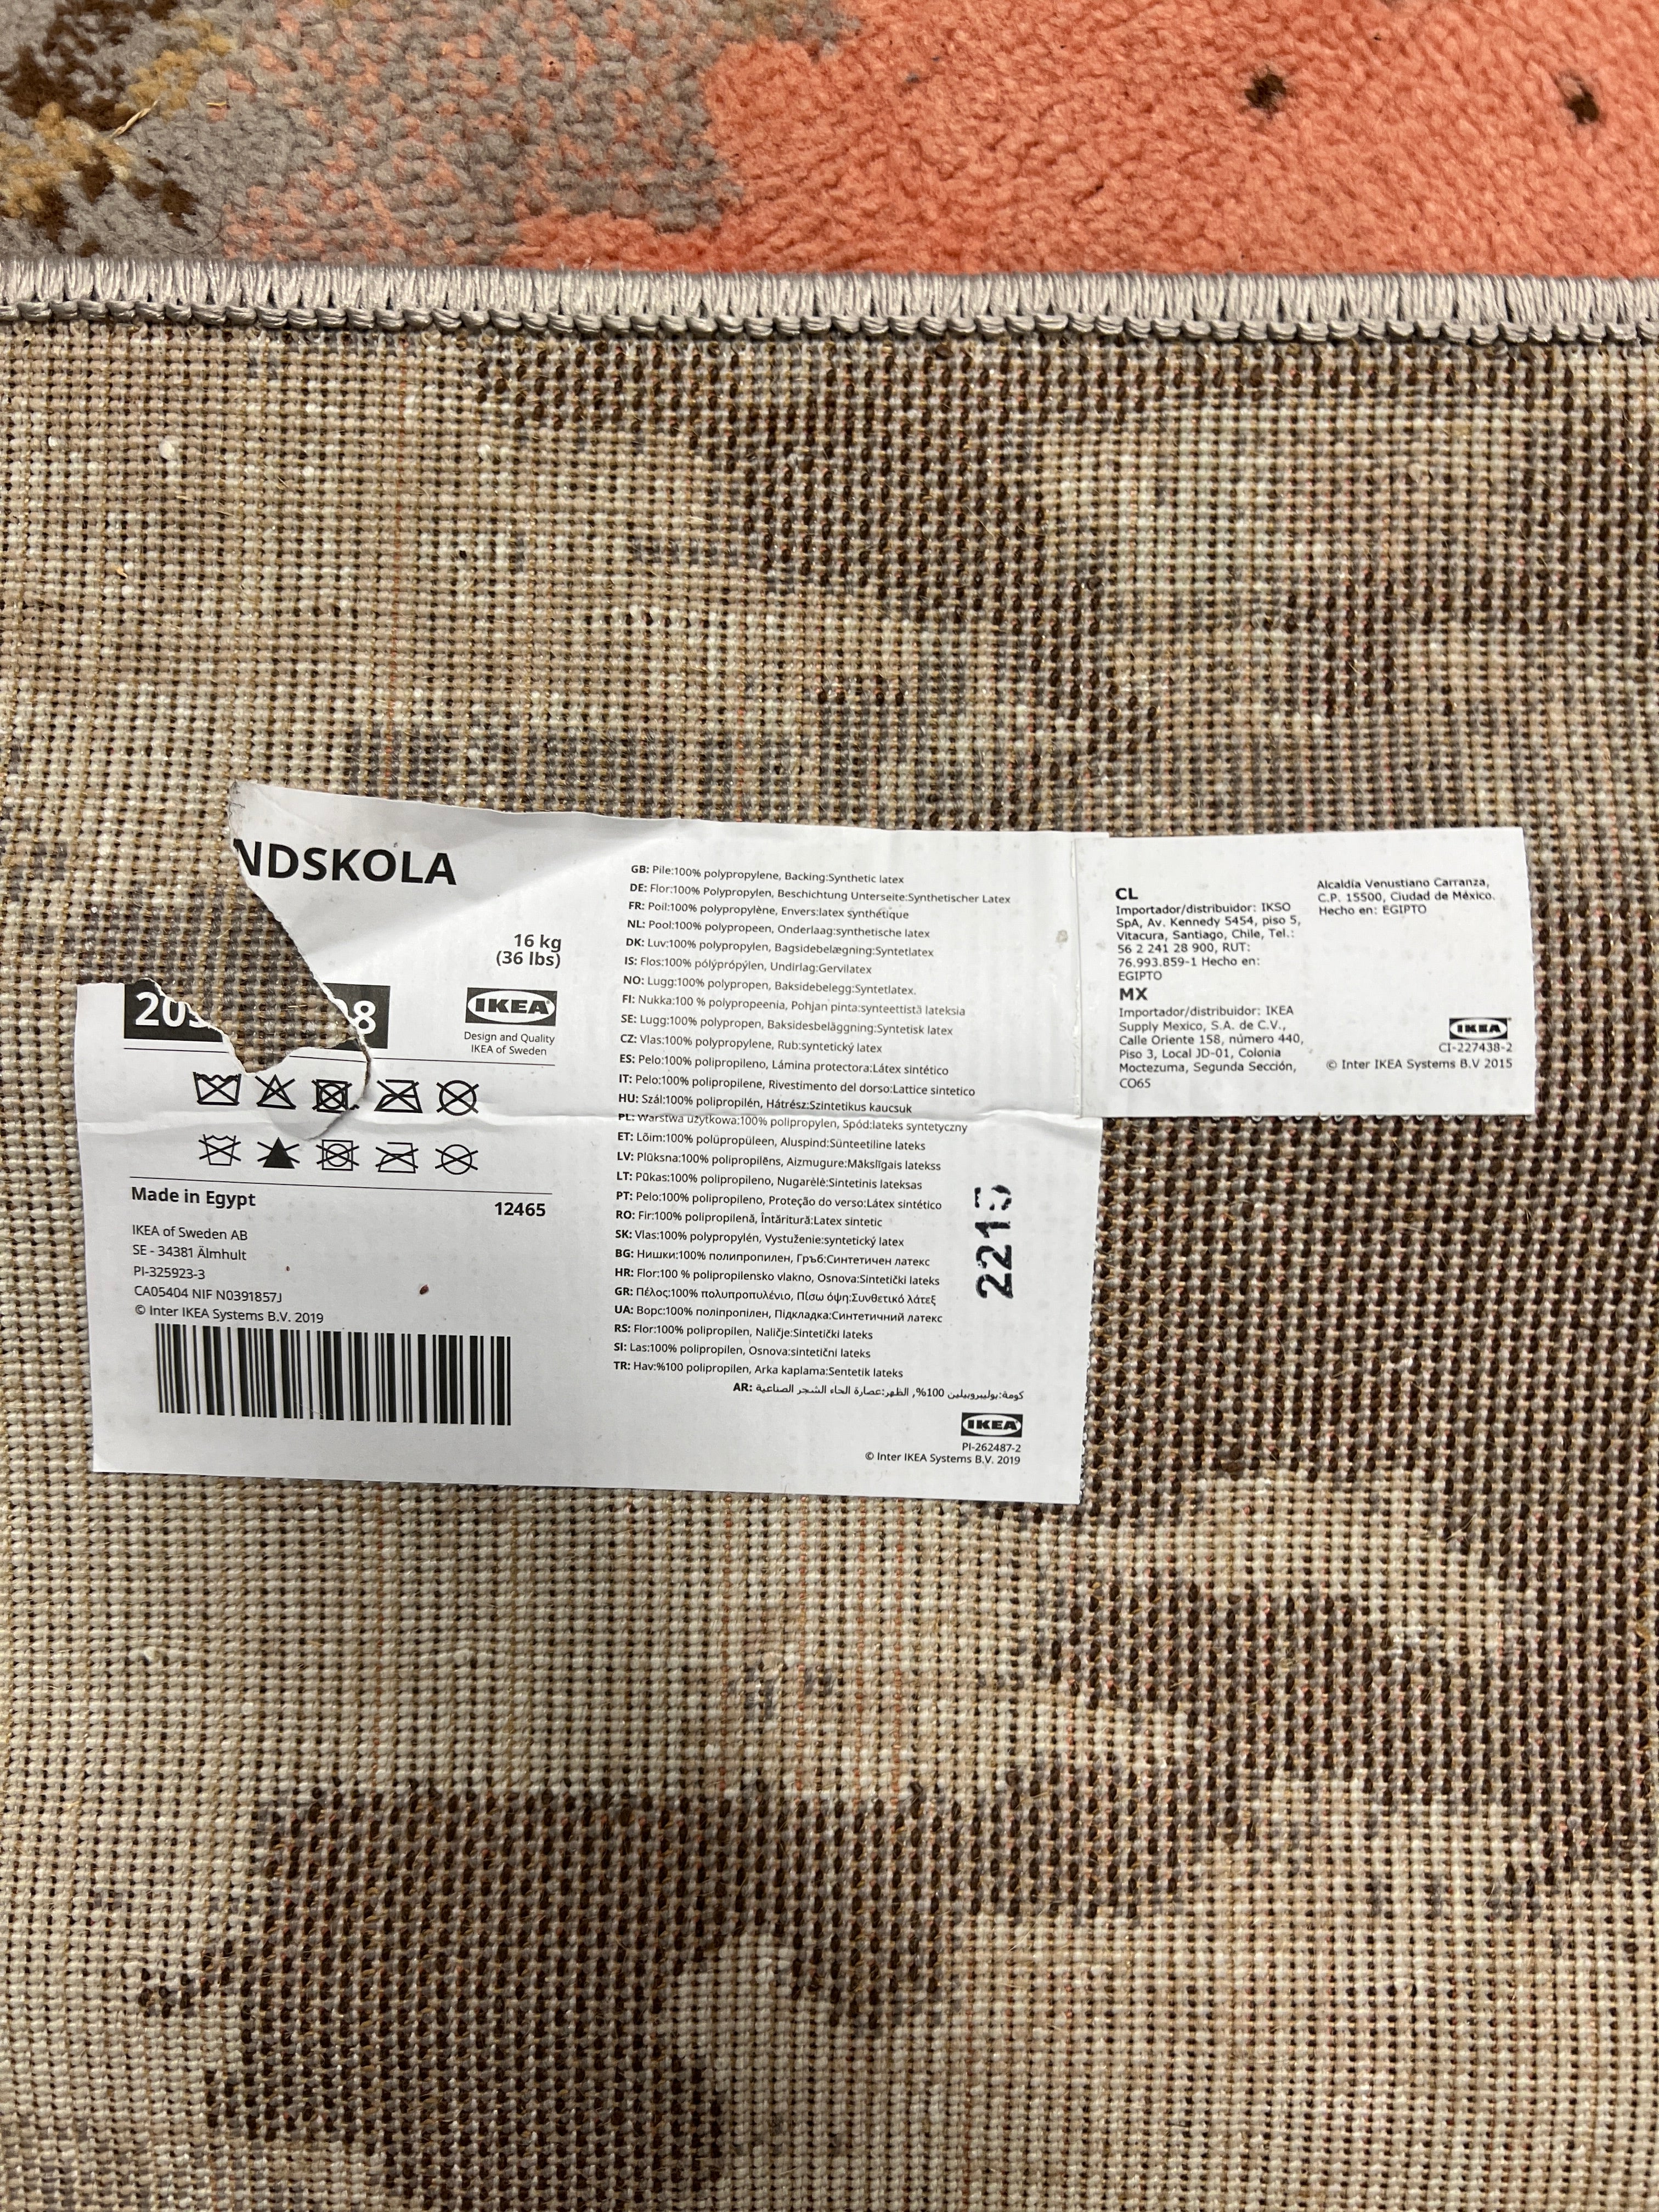 NDSKOLA
16 kg
(36 lbs)
20
8
IKEA
Design and Quality
IKEA of Sweden
Made in Egypt
12465
IKEA of Sweden AB
SE - 34381 Älmhult
PI-325923-3
CA05404 NIF N0391857J
© Inter IKEA Systems B.V. 2019
GB: Pile:100% polypropylene, Backing:Synthetic latex
DE: Flor:100% Polypropylen, Beschichtung Unterseite:Synthetischer Latex
FR: Poil:100% polypropylène, Envers:latex synthétique
NL: Pool:100% polypropeen, Onderlaag:synthetische latex
DK: Luv:100% polypropylen, Bagsidebelægning:Syntetlatex
IS: Flos:100% pólýprópýlen, Undirlag:Gervilatex
NO: Lugg:100% polypropen, Baksidebelegg:Syntetlatex.
FI: Nukka:100 % polypropeenia, Pohjan pinta:synteettistä lateksia
SE: Lugg:100% polypropen, Baksidesbeläggning:Syntetisk latex
CZ: Vlas:100% polypropylene, Rub:syntetický latex
ES: Pelo:100% polipropileno, Lámina protectora:Látex sintético
IT: Pelo:100% polipropilene, Rivestimento del dorso:Lattice sintetico
HU: Szál:100% polipropilén, Hátrész:Szintetikus kaucsuk
PL: Warstwa użytkowa:100% polipropylen, Spód:lateks syntetyczny
ET: Lõim:100% polüpropüleen, Aluspind:Sünteetiline lateks
LV: Plūksna:100% polipropilēns, Aizmugure:Mākslīgais latekss
LT: Pūkas:100% polipropileno, Nugarėlė:Sintetinis lateksas
PT: Pelo:100% polipropileno, Proteção do verso:Látex sintético
RO: Fir:100% polipropilenă, Întăritură:Latex sintetic
SK: Vlas:100% polypropylén, Vystuženie:syntetický latex
BG: Нишки:100% полипропилен, Гръб:Синтетичен латекс
HR: Flor:100 % polipropilensko vlakno, Osnova:Sintetički lateks
GR: Πέλος:100% πολυπροπυλένιο, Πίσω όψη:Συνθετικό λάτεξ
UA: Ворс:100% поліпропілен, Підкладка:Синтетичний латекс
RS: Flor:100% polipropilen, Naličje:Sintetički lateks
SI: Las:100% polipropilen, Osnova:sintetični lateks
TR: Hav:%100 polipropilen, Arka kaplama:Sentetik lateks
AR: كومة:بوليبروبيلين 100%, الظهر:عصارة الحاء الشجر الصناعية
IKEA
PI-262487-2
© Inter IKEA Systems B.V. 2019
2215
CL
Importador/distribuidor: IKSO
SpA, Av. Kennedy 5454, piso 5,
Vitacura, Santiago, Chile, Tel.:
56 2 241 28 900, RUT:
76.993.859-1 Hecho en:
EGIPTO
MX
Importador/distribuidor: IKEA
Supply Mexico, S.A. de C.V.,
Calle Oriente 158, número 440,
Piso 3, Local JD-01, Colonia
Moctezuma, Segunda Sección,
CO65
Alcaldía Venustiano Carranza,
C.P. 15500, Ciudad de México.
Hecho en: EGIPTO
IKEA
CI-227438-2
© Inter IKEA Systems B.V 2015